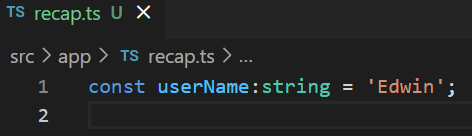 TS recap.ts U ×
src > app > TS recap.ts > ...
1 const userName:string = 'Edwin';
2